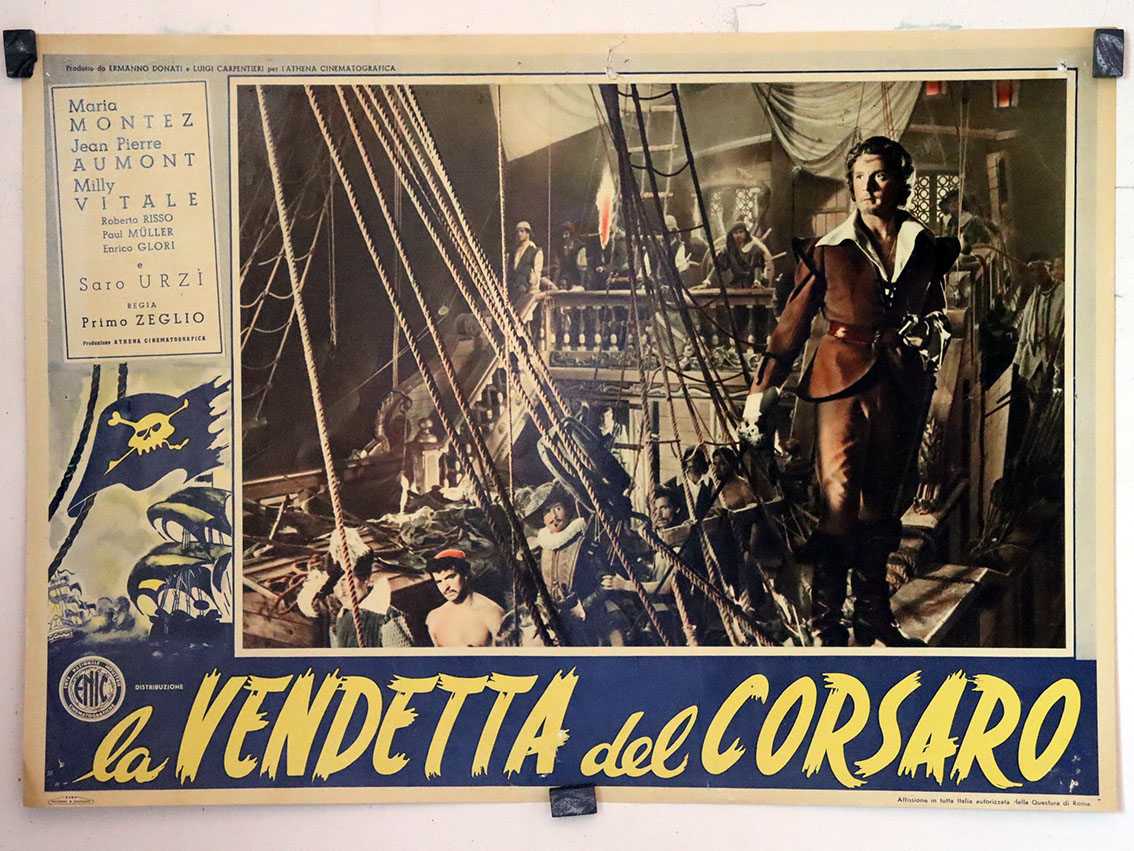 Prodotto da ERMANNO DONATI e LUIGI CARPENTIERI per l'ATHENA CINEMATOGRAFICA
Maria
MONTEZ
Jean Pierre
AUMONT
Milly
VITALE
Roberto RISSO
Paul MÜLLER
Enrico GLORI
e
Saro URZÌ
REGIA
Primo ZEGLIO
Produzione ATHENA CINEMATOGRAFICA
ENIC
DISTRIBUZIONE
la VENDETTA del CORSARO
Affissione in tutta Italia autorizzata dalla Questura di Roma